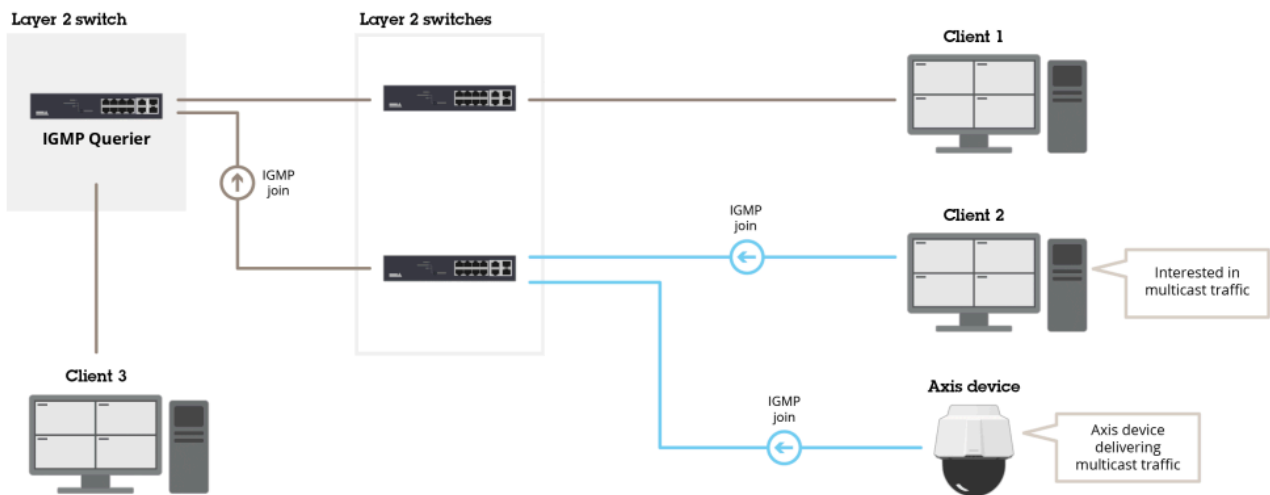 Layer 2 switch
Layer 2 switches
Client 1
IGMP Querier
IGMP
join
IGMP
join
Client 2
Interested in
multicast traffic
Client 3
IGMP
join
Axis device
Axis device
delivering
multicast traffic